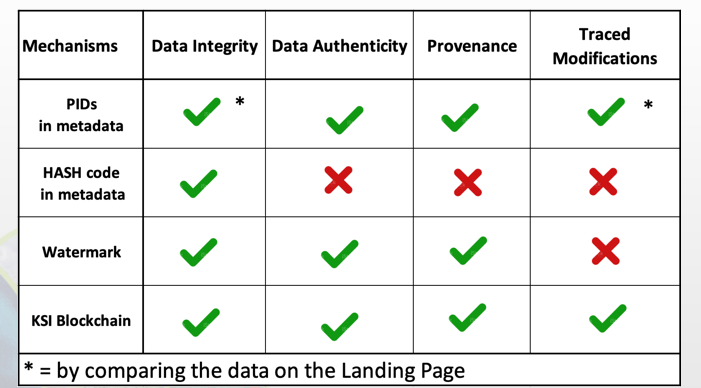 Mechanisms Data Integrity Data Authenticity Provenance Traced
Modifications
PIDs
in metadata
*
*
HASH code
in metadata
Watermark
KSI Blockchain
* = by comparing the data on the Landing Page